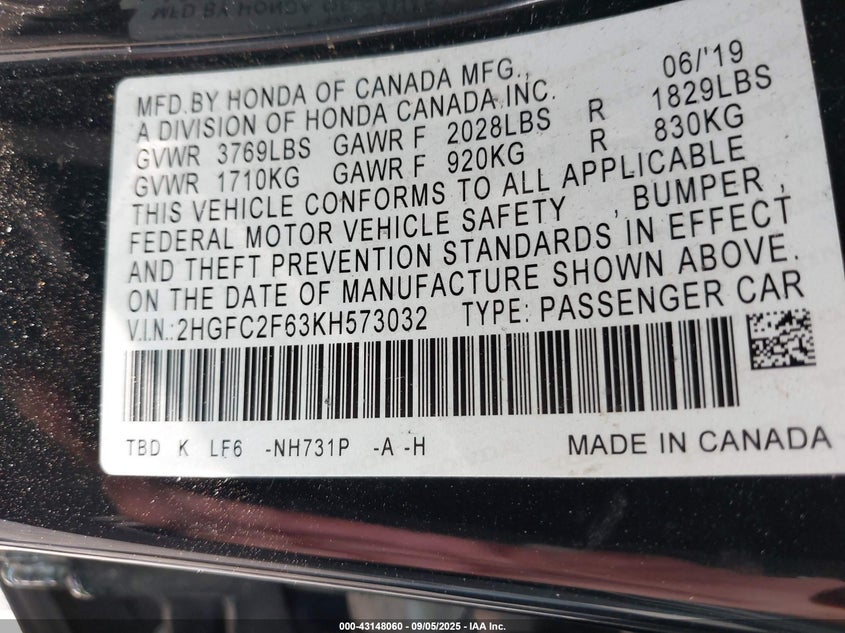 MFD.BY HONDA OF CANADA MFG., 06/'19
A DIVISION OF HONDA CANADA INC.
GVWR 3769LBS GAWR F 2028LBS R 1829LBS
GVWR 1710KG GAWR F 920KG R 830KG
THIS VEHICLE CONFORMS TO ALL APPLICABLE
FEDERAL MOTOR VEHICLE SAFETY , BUMPER ,
AND THEFT PREVENTION STANDARDS IN EFFECT
ON THE DATE OF MANUFACTURE SHOWN ABOVE.
V.I.N.:2HGFC2F63KH573032 TYPE: PASSENGER CAR
TBD K LF6 -NH731P -A -H MADE IN CANADA
000-43148060 - 09/05/2025 - IAA Inc.